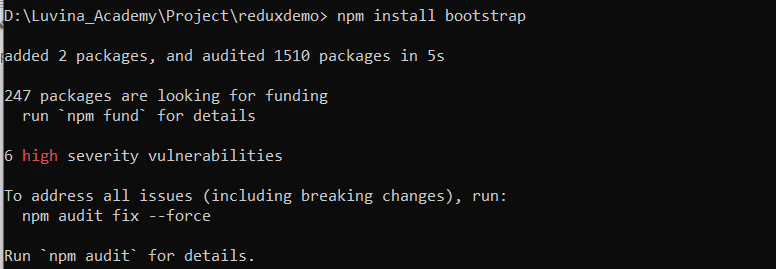 D:\Luvina_Academy\Project\reduxdemo> npm install bootstrap
added 2 packages, and audited 1510 packages in 5s
247 packages are looking for funding
run `npm fund` for details
6 high severity vulnerabilities
To address all issues (including breaking changes), run:
npm audit fix --force
Run `npm audit` for details.